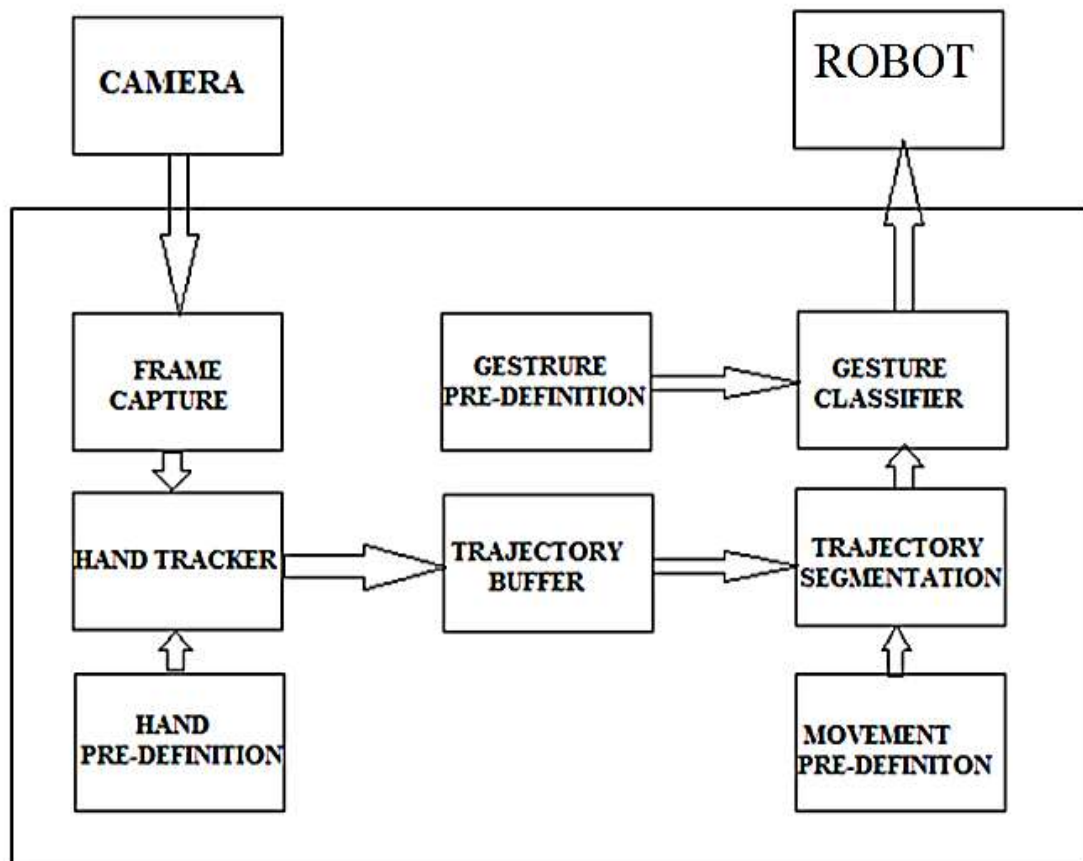 CAMERA
ROBOT
FRAME
CAPTURE
GESTRURE
PRE-DEFINITION
GESTURE
CLASSIFIER
HAND TRACKER
TRAJECTORY
BUFFER
TRAJECTORY
SEGMENTATION
HAND
PRE-DEFINITION
MOVEMENT
PRE-DEFINITON